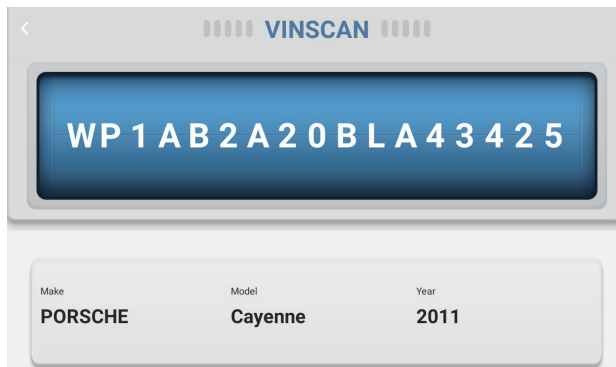 VINSCAN
WP1AB2A20BLA43425
Make Model Year
PORSCHE Cayenne 2011